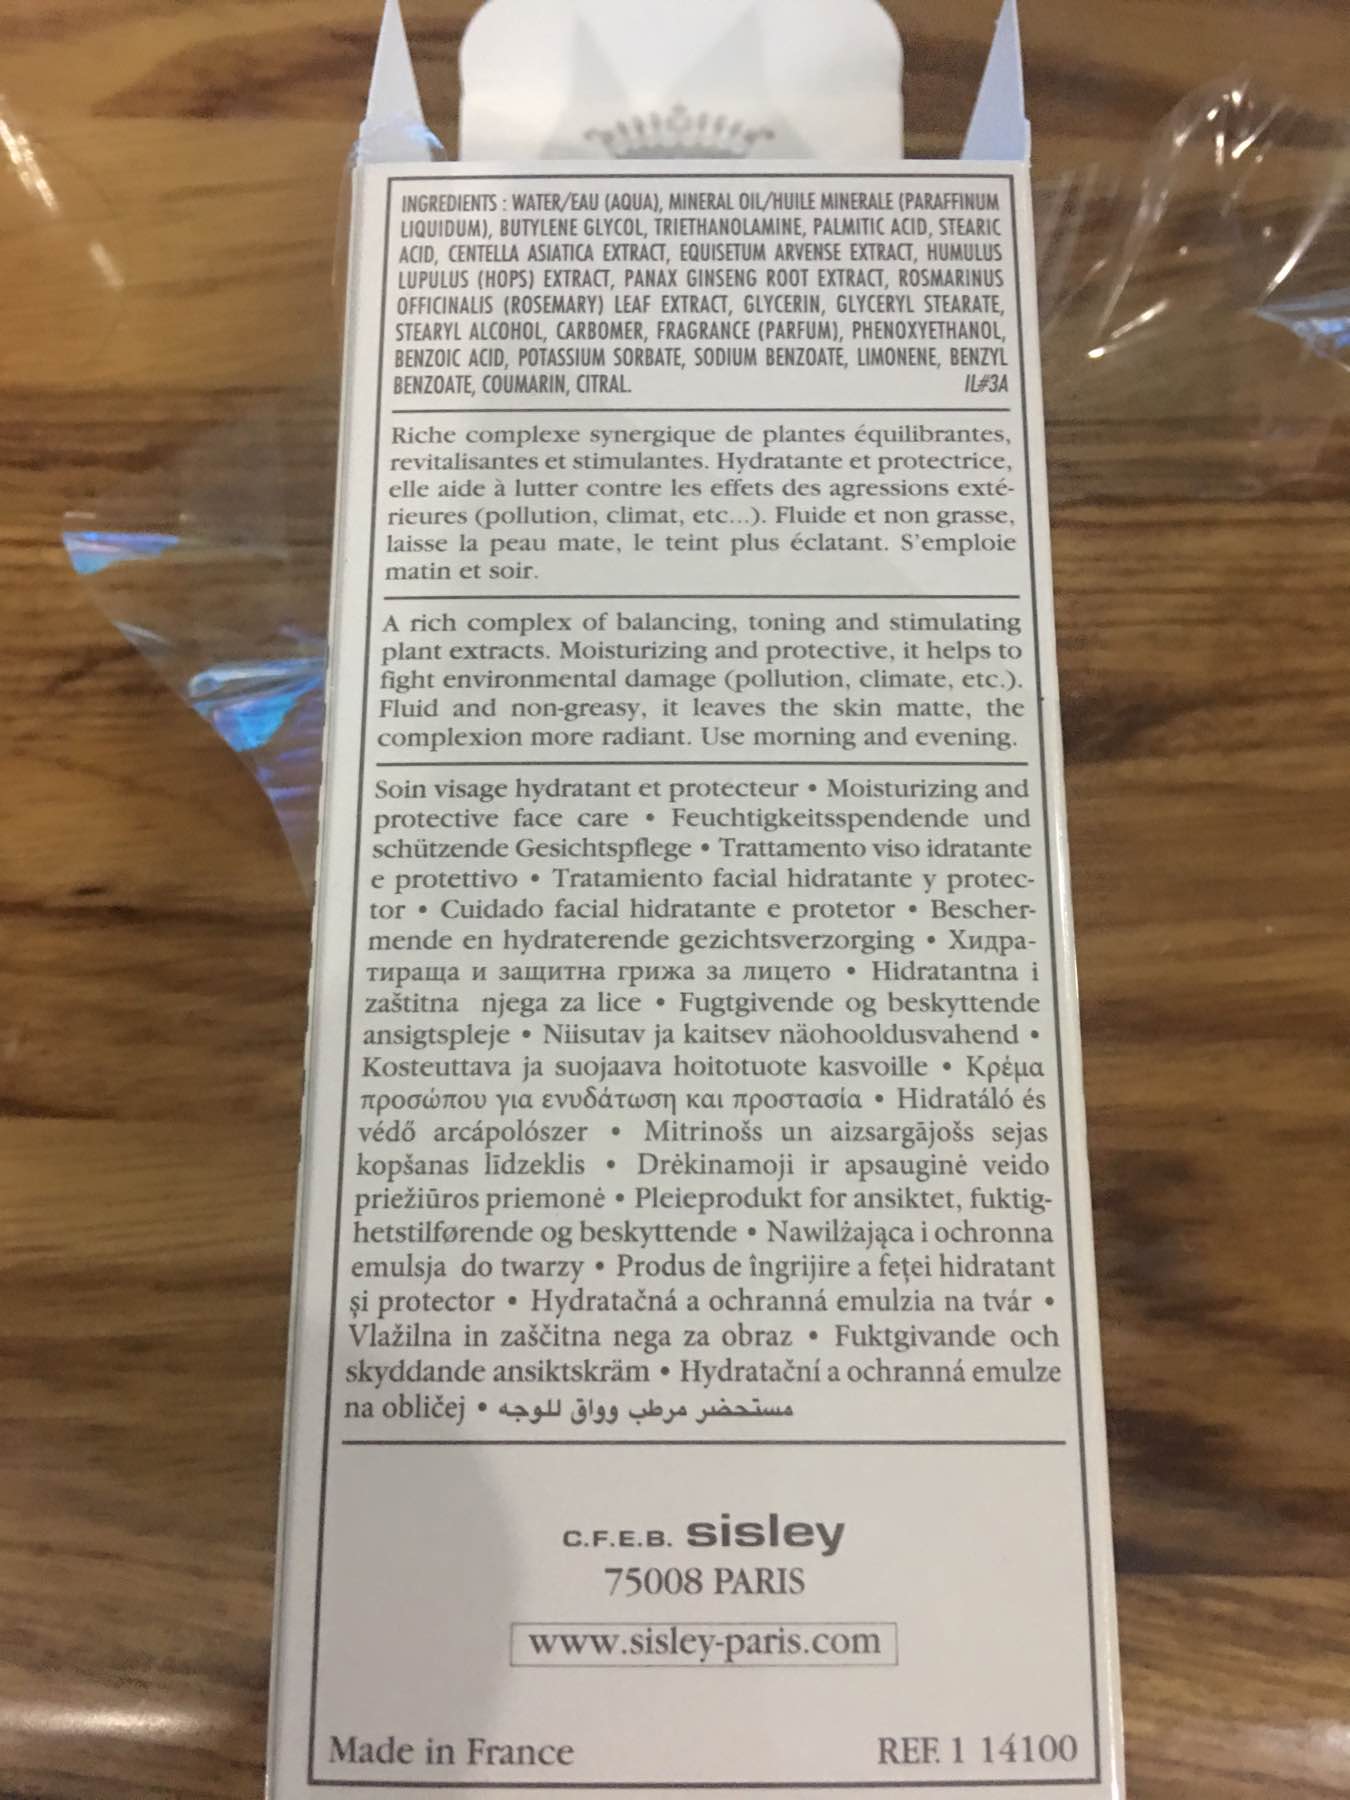 INGREDIENTS : WATER/EAU (AQUA), MINERAL OIL/HUILE MINERALE (PARAFFINUM
LIQUIDUM), BUTYLENE GLYCOL, TRIETHANOLAMINE, PALMITIC ACID, STEARIC
ACID, CENTELLA ASIATICA EXTRACT, EQUISETUM ARVENSE EXTRACT, HUMULUS
LUPULUS (HOPS) EXTRACT, PANAX GINSENG ROOT EXTRACT, ROSMARINUS
OFFICINALIS (ROSEMARY) LEAF EXTRACT, GLYCERIN, GLYCERYL STEARATE,
STEARYL ALCOHOL, CARBOMER, FRAGRANCE (PARFUM), PHENOXYETHANOL,
BENZOIC ACID, POTASSIUM SORBATE, SODIUM BENZOATE, LIMONENE, BENZYL
BENZOATE, COUMARIN, CITRAL. IL#3A
Riche complexe synergique de plantes équilibrantes,
revitalisantes et stimulantes. Hydratante et protectrice,
elle aide à lutter contre les effets des agressions exté-
rieures (pollution, climat, etc...). Fluide et non grasse,
laisse la peau mate, le teint plus éclatant. S'emploie
matin et soir.
A rich complex of balancing, toning and stimulating
plant extracts. Moisturizing and protective, it helps to
fight environmental damage (pollution, climate, etc.).
Fluid and non-greasy, it leaves the skin matte, the
complexion more radiant. Use morning and evening.
Soin visage hydratant et protecteur • Moisturizing and
protective face care • Feuchtigkeitsspendende und
schützende Gesichtspflege • Trattamento viso idratante
e protettivo • Tratamiento facial hidratante y protec-
tor • Cuidado facial hidratante e protetor • Bescher-
mende en hydraterende gezichtsverzorging • Хидра-
тираща и защитна грижа за лицето • Hidratantna i
zaštitna njega za lice • Fugtgivende og beskyttende
ansigtspleje • Niisutav ja kaitsev näohooldusvahend •
Kosteuttava ja suojaava hoitotuote kasvoille • Κρέμα
προσώπου για ενυδάτωση και προστασία • Hidratáló és
védő arcápolószer • Mitrinošs un aizsargājošs sejas
kopšanas līdzeklis • Drėkinamoji ir apsauginė veido
priežiūros priemonė • Pleieprodukt for ansiktet, fuktig-
hetstilførende og beskyttende • Nawilżająca i ochronna
emulsja do twarzy • Produs de îngrijire a feței hidratant
și protector • Hydratačná a ochranná emulzia na tvár •
Vlažilna in zaščitna nega za obraz • Fuktgivande och
skyddande ansiktskräm • Hydratační a ochranná emulze
na obličej • مستحضر مرطب وواق للوجه
C.F.E.B. sisley
75008 PARIS
www.sisley-paris.com
Made in France REF. 1 14100